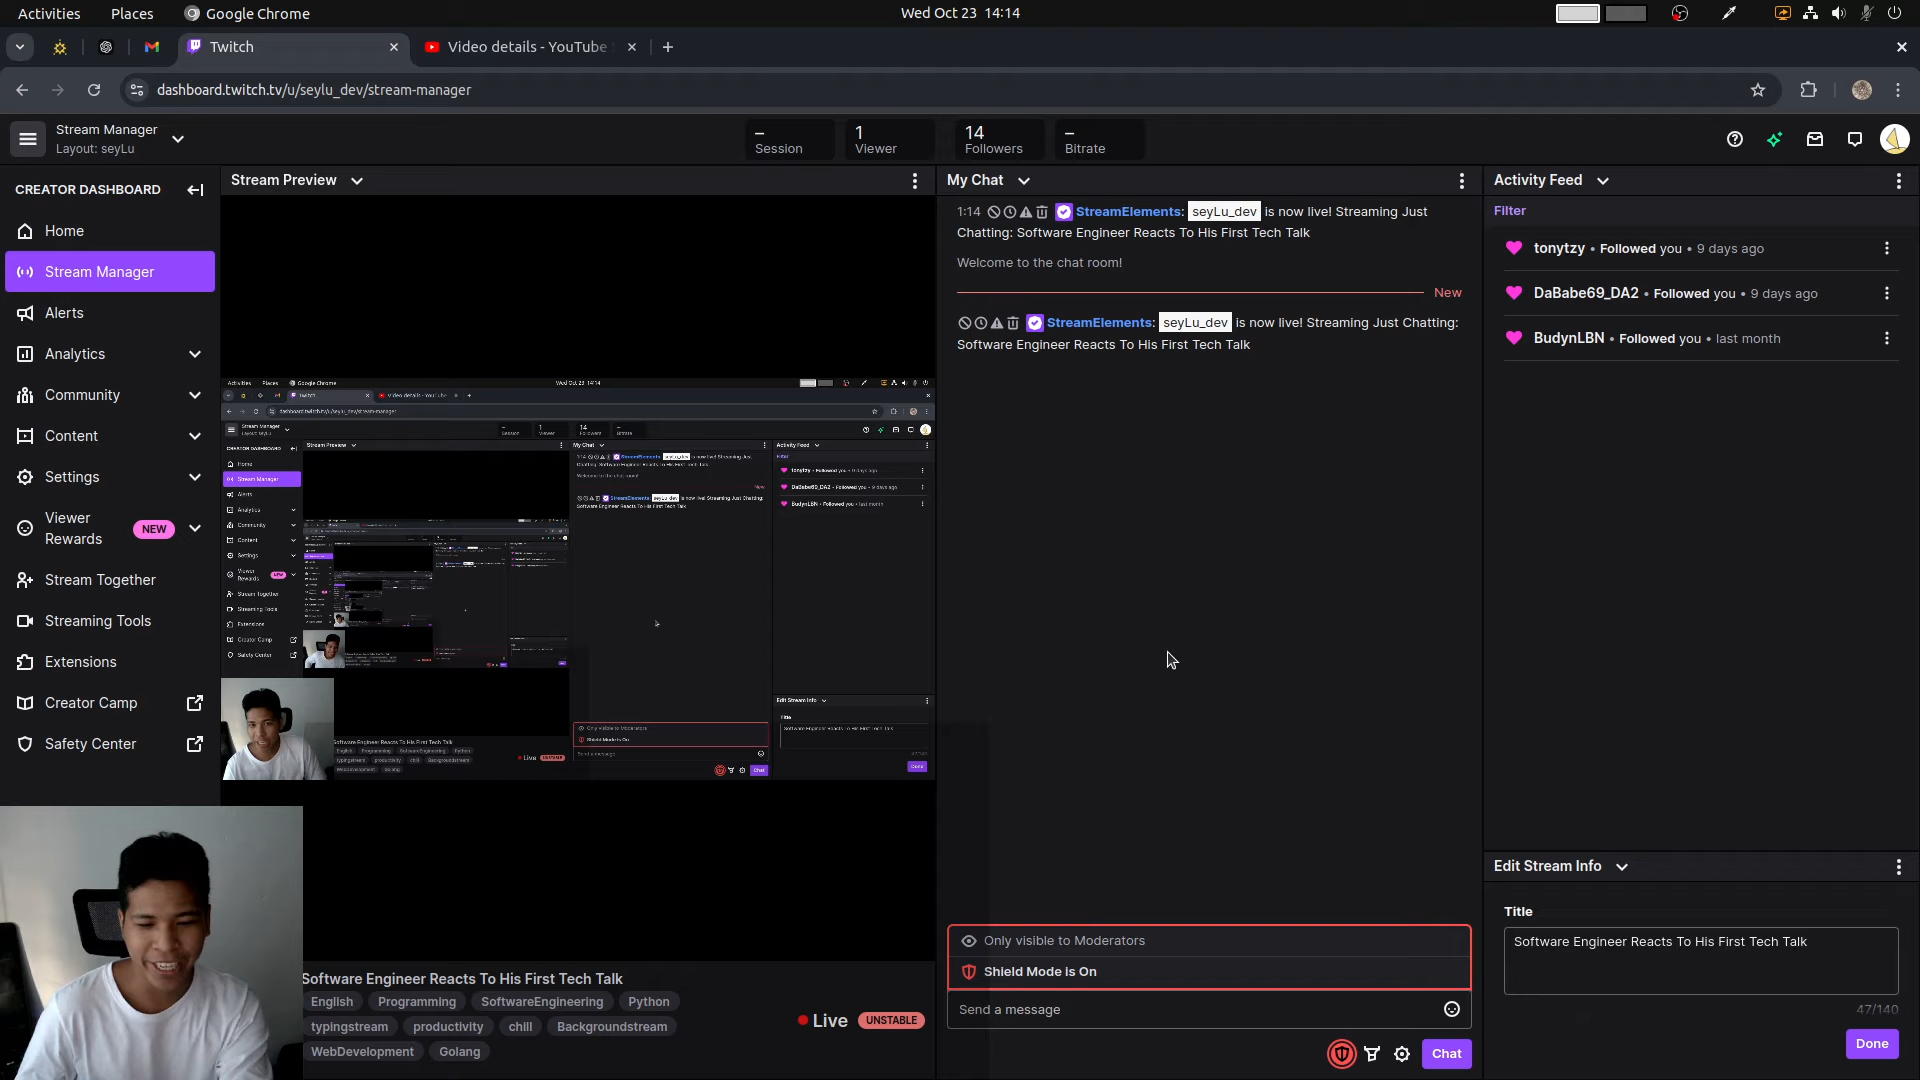 Activities Places Google Chrome Wed Oct 23 14:14
Twitch Video details - YouTube
dashboard.twitch.tv/u/seylu_dev/stream-manager
Stream Manager
Layout: seyLu
–
Session
1
Viewer
14
Followers
–
Bitrate
CREATOR DASHBOARD
Home
Stream Manager
Alerts
Analytics
Community
Content
Settings
Viewer
Rewards NEW
Stream Together
Streaming Tools
Extensions
Creator Camp
Safety Center
Stream Preview
Software Engineer Reacts To His First Tech Talk
English Programming SoftwareEngineering Python
typingstream productivity chill Backgroundstream
WebDevelopment Golang
Live UNSTABLE
My Chat
1:14 StreamElements: seyLu_dev is now live! Streaming Just
Chatting: Software Engineer Reacts To His First Tech Talk
Welcome to the chat room!
New
StreamElements: seyLu_dev is now live! Streaming Just Chatting:
Software Engineer Reacts To His First Tech Talk
Only visible to Moderators
Shield Mode is On
Send a message
Chat
Activity Feed
Filter
tonytzy • Followed you • 9 days ago
DaBabe69_DA2 • Followed you • 9 days ago
BudynLBN • Followed you • last month
Edit Stream Info
Title
Software Engineer Reacts To His First Tech Talk
47/140
Done